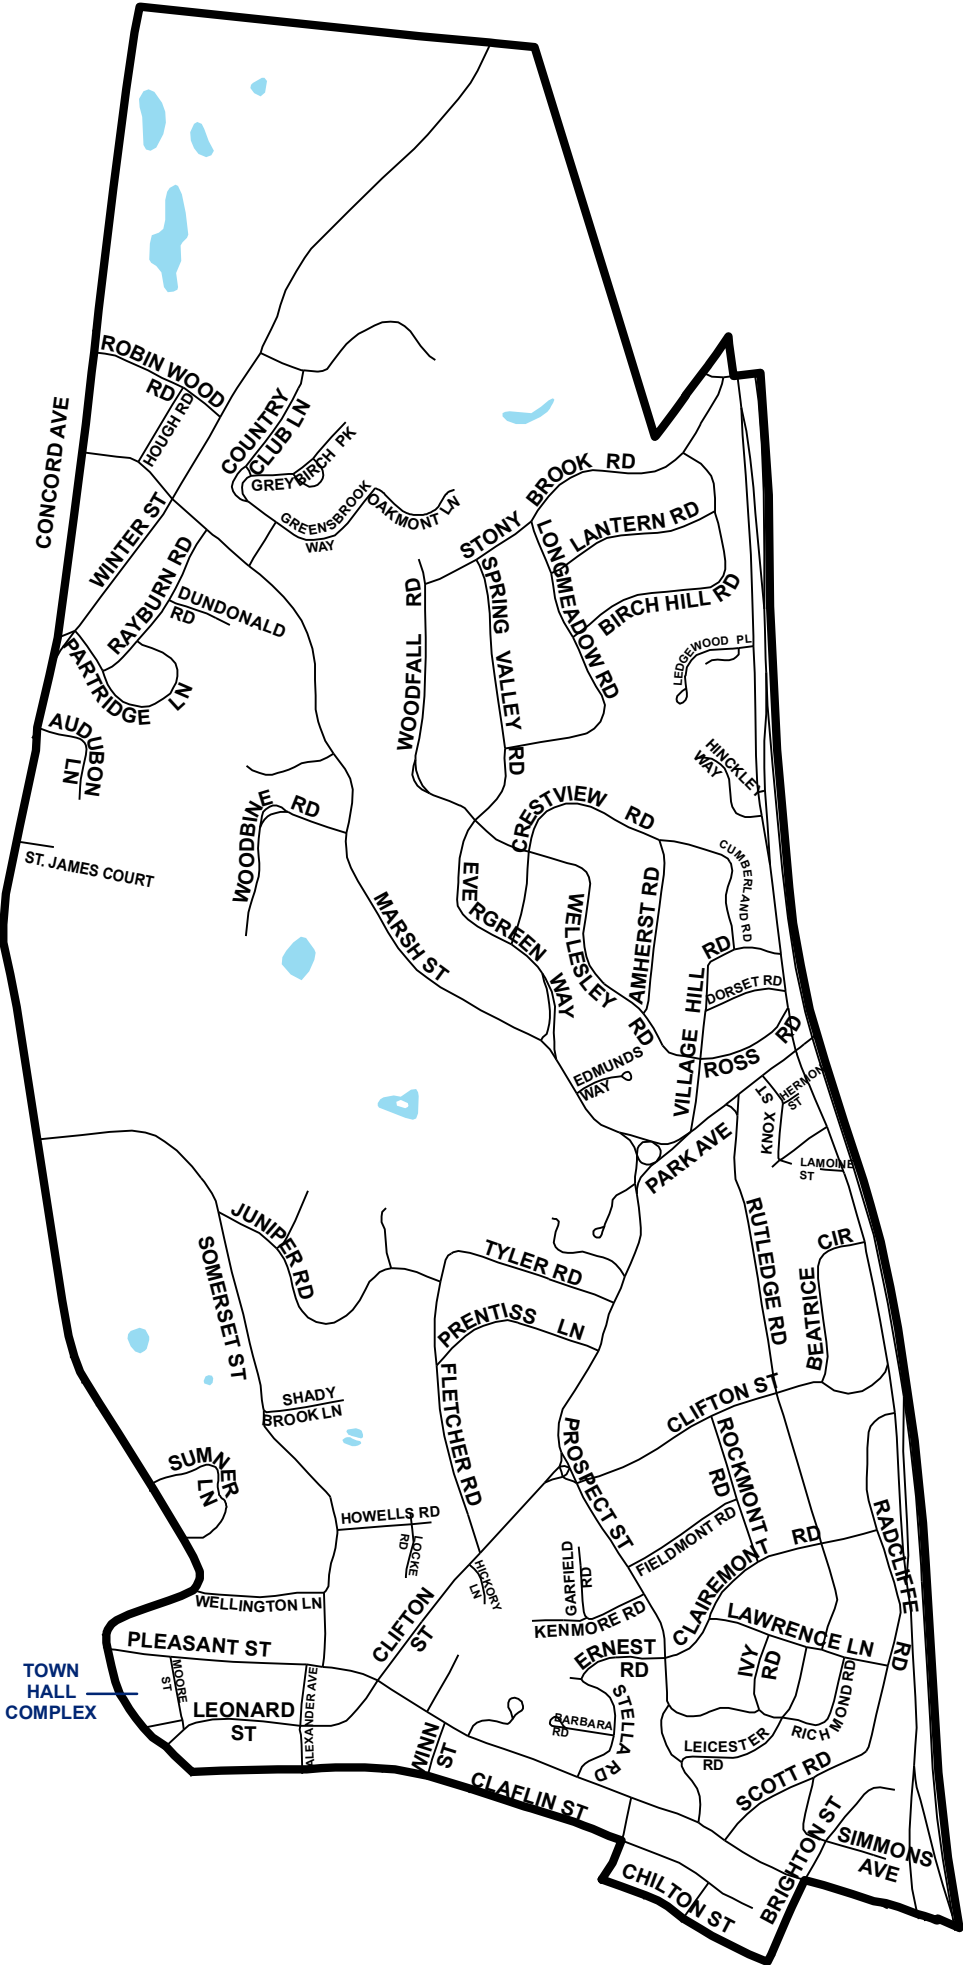 ROBIN WOOD
RD
HOUGH RD
CONCORD AVE
COUNTRY
CLUB LN
GREYBIRCH PK
GREENSBROOK
WAY
OAKMONT LN
WINTER ST
RAYBURN RD
DUNDONALD
RD
PARTRIDGE
LN
AUDUBON
LN
ST. JAMES COURT
STONY BROOK RD
LANTERN RD
LONGMEADOW RD
BIRCH HILL RD
SPRING VALLEY RD
WOODFALL RD
LEDGEWOOD PL
HINCKLEY
WAY
WOODBINE RD
CRESTVIEW RD
CUMBERLAND RD
EVERGREEN WAY
WELLESLEY RD
AMHERST RD
MARSH ST
VILLAGE HILL RD
DORSET RD
ROSS RD
EDMUNDS
WAY
HERMON
ST
KNOX ST
LAMOINE
ST
PARK AVE
JUNIPER RD
SOMERSET ST
TYLER RD
PRENTISS LN
RUTLEDGE RD
BEATRICE CIR
FLETCHER RD
SHADY
BROOK LN
CLIFTON ST
ROCKMONT
RD
PROSPECT ST
SUMNER
LN
HOWELLS RD
LOCKE
RD
HICKORY
LN
FIELDMONT RD
GARFIELD
RD
KENMORE RD
CLAIREMONT RD
RADCLIFFE RD
WELLINGTON LN
CLIFTON
ST
PLEASANT ST
LAWRENCE LN
ERNEST
RD
IVY
RD
TOWN
HALL
COMPLEX
MOORE
ST
LEONARD
ST
ALEXANDER AVE
STELLA RD
BARBARA
RD
RICHMOND RD
LEICESTER
RD
WINN
ST
CLAFLIN ST
SCOTT RD
BRIGHTON ST
SIMMONS
AVE
CHILTON ST